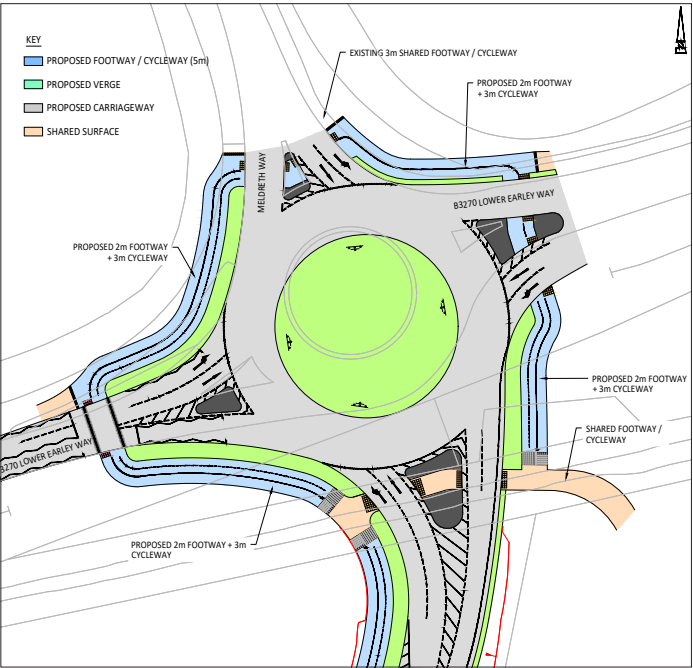 KEY
PROPOSED FOOTWAY / CYCLEWAY (5m)
PROPOSED VERGE
PROPOSED CARRIAGEWAY
SHARED SURFACE
EXISTING 3m SHARED FOOTWAY / CYCLEWAY
N
PROPOSED 2m FOOTWAY
+ 3m CYCLEWAY
MELDRETH WAY
B3270 LOWER EARLEY WAY
PROPOSED 2m FOOTWAY
+ 3m CYCLEWAY
PROPOSED 2m FOOTWAY
+ 3m CYCLEWAY
SHARED FOOTWAY /
CYCLEWAY
3270 LOWER EARLEY WAY
PROPOSED 2m FOOTWAY + 3m
CYCLEWAY